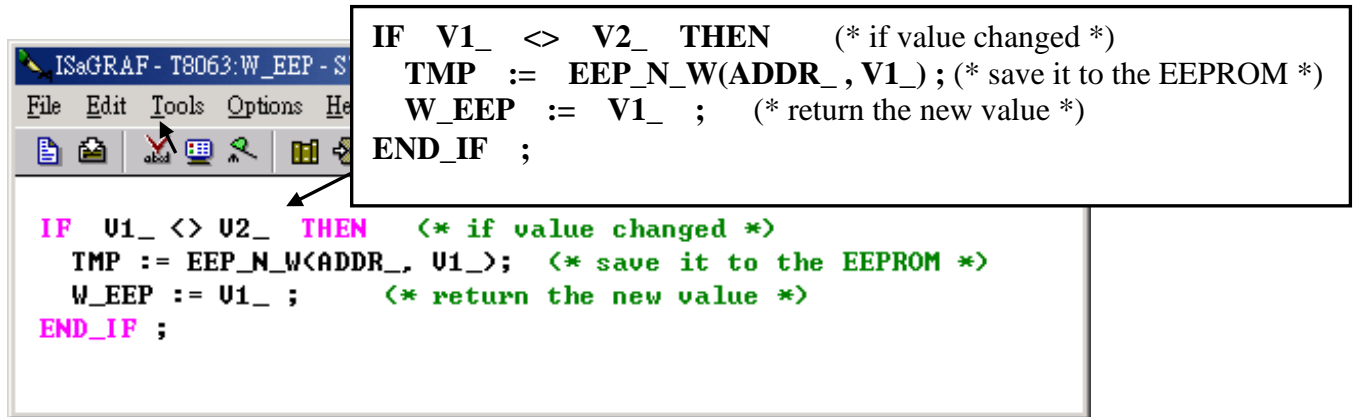 IF V1_ <> V2_ THEN (* if value changed *)
TMP := EEP_N_W(ADDR_ , V1_) ; (* save it to the EEPROM *)
W_EEP := V1_ ; (* return the new value *)
END_IF ;
ISaGRAF - T8063:W_EEP - S
File Edit Tools Options He
abcd
IF V1_ <> V2_ THEN (* if value changed *)
TMP := EEP_N_W(ADDR_, V1_); (* save it to the EEPROM *)
W_EEP := V1_ ; (* return the new value *)
END_IF ;